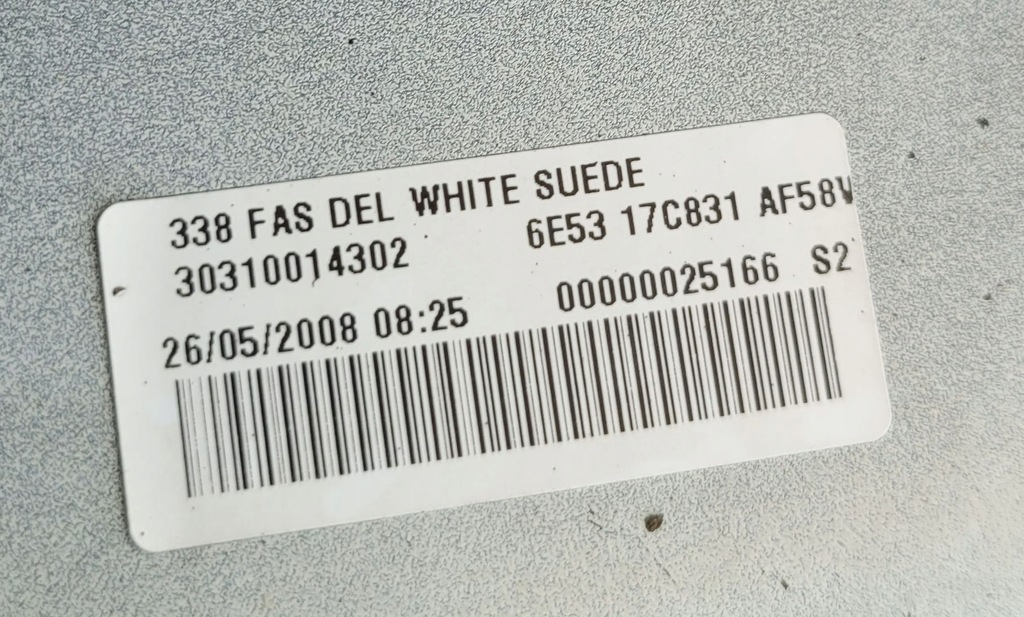 338 FAS DEL WHITE SUEDE
30310014302 6E53 17C831 AF58
26/05/2008 08:25 00000025166 S2